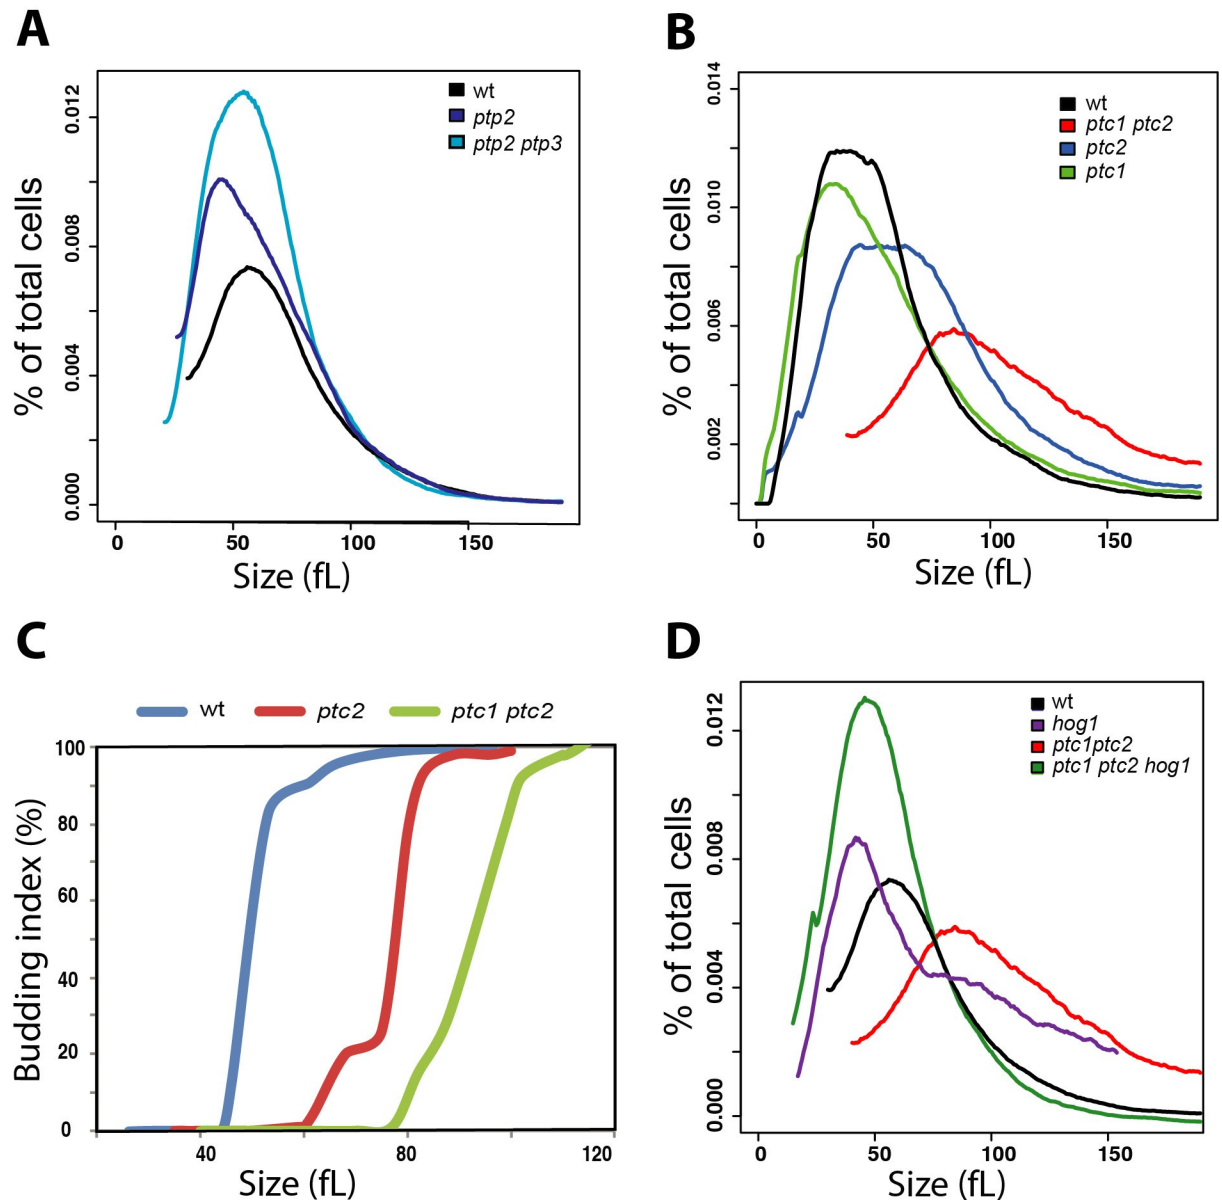 A
wt
ptp2
ptp2 ptp3
% of total cells
0.012
0.008
0.004
0.000
0
50
100
150
Size (fL)
B
wt
ptc1 ptc2
ptc2
ptc1
% of total cells
0.014
0.010
0.006
0.002
0
50
100
150
Size (fL)
C
wt
ptc2
ptc1 ptc2
Budding index (%)
100
80
60
40
20
0
40
80
120
Size (fL)
D
wt
hog1
ptc1ptc2
ptc1 ptc2 hog1
% of total cells
0.012
0.008
0.004
0.000
0
50
100
150
Size (fL)